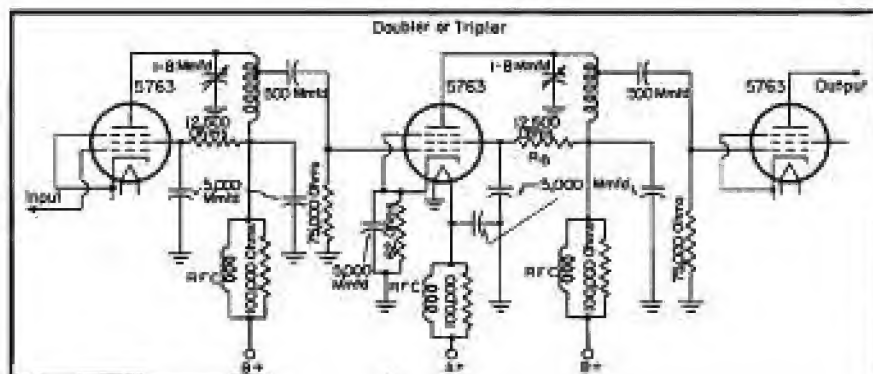 Doubler or Tripler
1-8 Mmfd
5763
500 Mmfd
12,500
Ohms
Input
5,000
Mmfd
75,000 Ohms
RFC
100,000 Ohms
B+
5763
1-8 Mmfd
500 Mmfd
12,500
Ohms
5,000 Mmfd
5,000
Mmfd
RFC
100,000
A+
RFC
100,000 Ohms
B+
75,000 Ohms
5763
Output